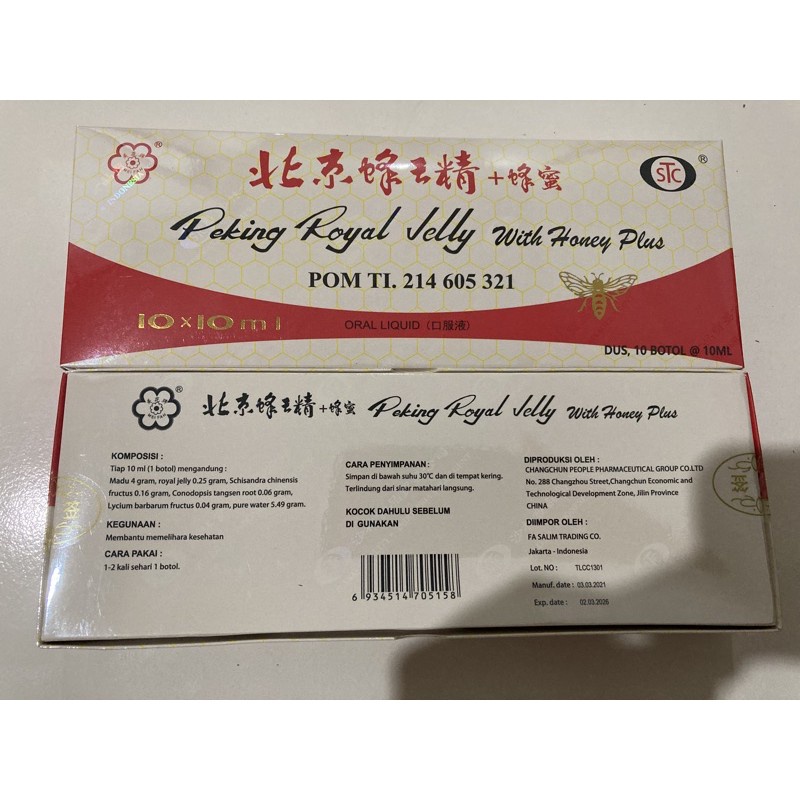 INDONESIA
北京蜂王精+蜂蜜
STC
®
®
Peking Royal Jelly With Honey Plus
POM TI. 214 605 321
10x10ml
ORAL LIQUID (口服液)
DUS, 10 BOTOL @ 10ML
®
北京蜂王精+蜂蜜 Peking Royal Jelly With Honey Plus
KOMPOSISI :
Tiap 10 ml (1 botol) mengandung :
Madu 4 gram, royal jelly 0.25 gram, Schisandra chinensis
fructus 0.16 gram, Conodopsis tangsen root 0.06 gram,
Lycium barbarum fructus 0.04 gram, pure water 5.49 gram.
KEGUNAAN :
Membantu memelihara kesehatan
CARA PAKAI :
1-2 kali sehari 1 botol.
CARA PENYIMPANAN :
Simpan di bawah suhu 30℃ dan di tempat kering.
Terlindung dari sinar matahari langsung.
KOCOK DAHULU SEBELUM
DI GUNAKAN
6 934514 705158
DIPRODUKSI OLEH :
CHANGCHUN PEOPLE PHARMACEUTICAL GROUP CO.LTD
No. 288 Changzhou Street,Changchun Economic and
Technological Development Zone, Jilin Province
CHINA
DIIMPOR OLEH :
FA SALIM TRADING CO.
Jakarta - Indonesia
Lot. NO : TLCC1301
Manuf. date : 03.03.2021
Exp. date : 02.03.2026